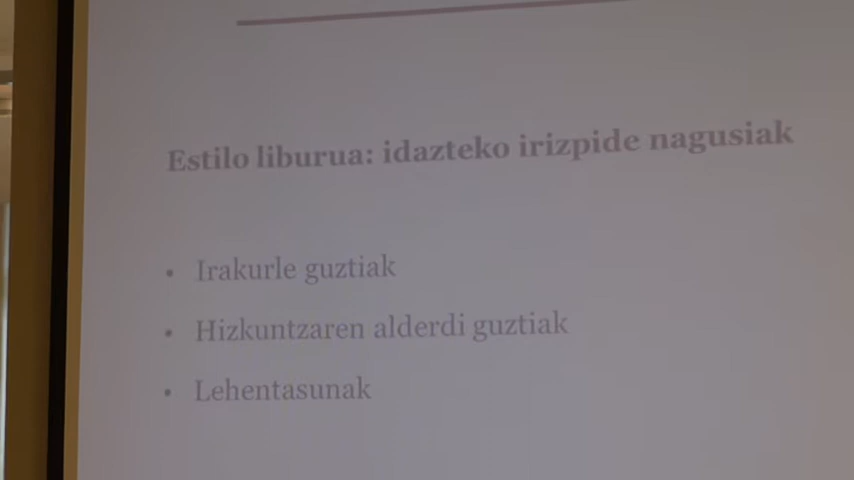 Estilo liburua: idazteko irizpide nagusiak
• Irakurle guztiak
• Hizkuntzaren alderdi guztiak
• Lehentasunak